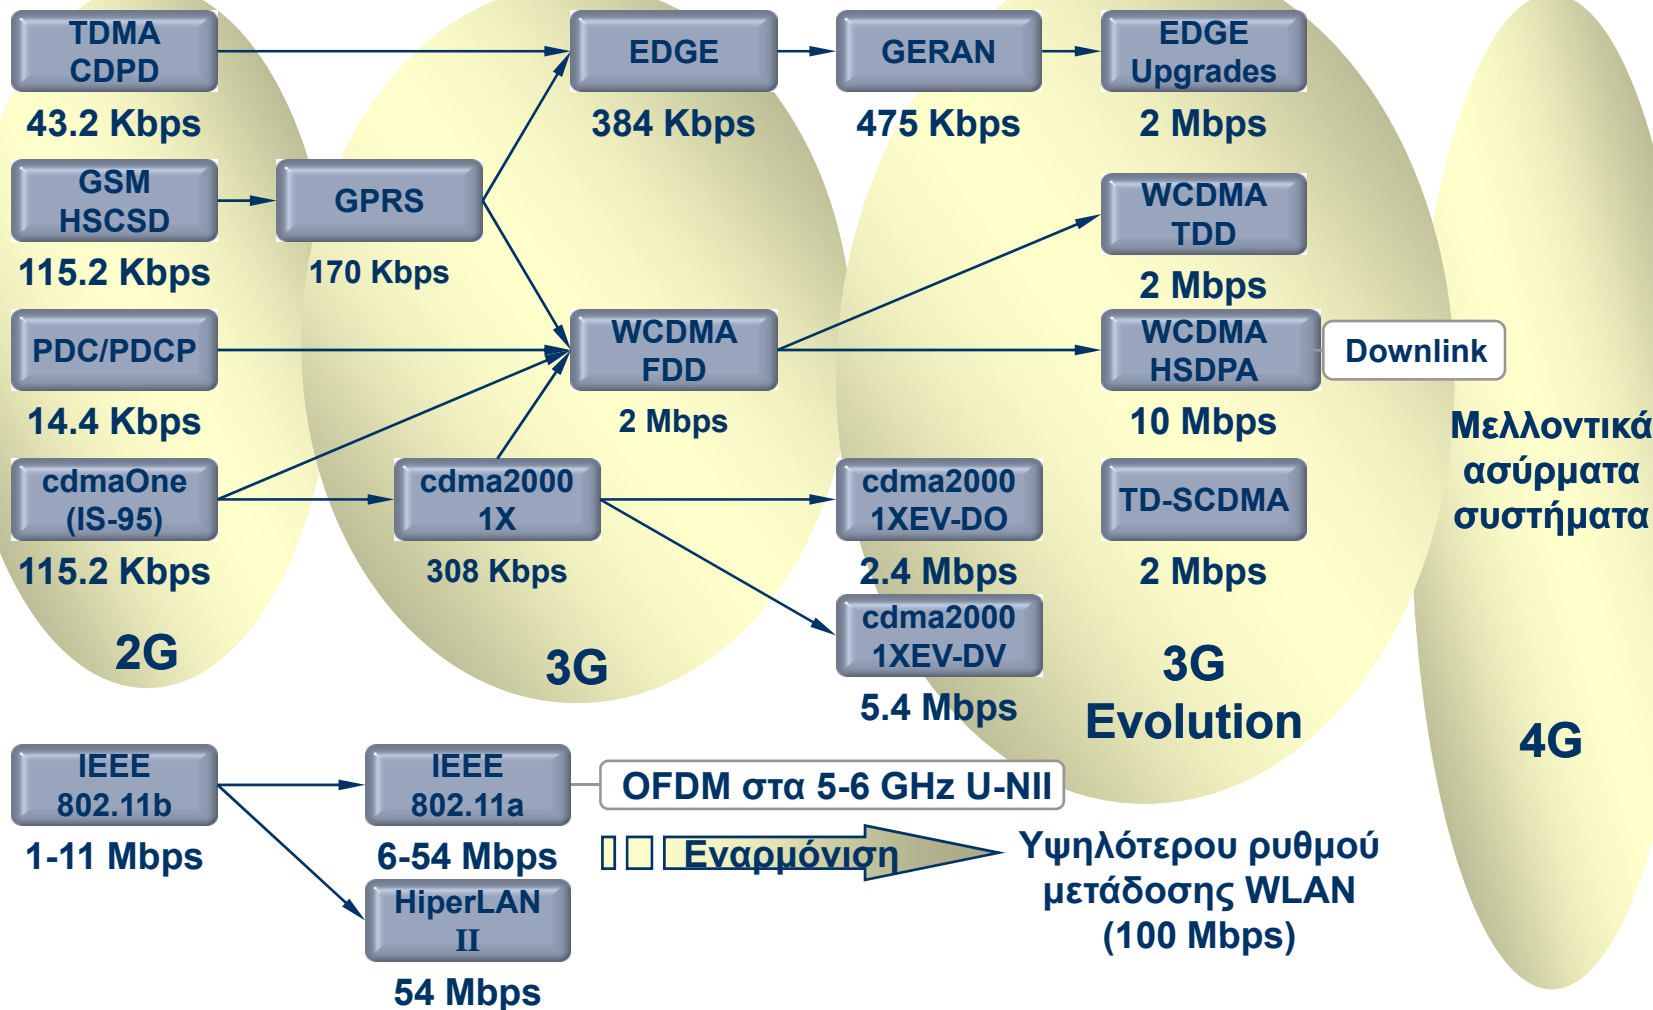 TDMA
CDPD
43.2 Kbps
EDGE
384 Kbps
GERAN
475 Kbps
EDGE
Upgrades
2 Mbps
GSM
HSCSD
115.2 Kbps
GPRS
170 Kbps
WCDMA
TDD
2 Mbps
PDC/PDCP
14.4 Kbps
WCDMA
FDD
2 Mbps
WCDMA
HSDPA
10 Mbps
Downlink
cdmaOne
(IS-95)
115.2 Kbps
cdma2000
1X
308 Kbps
cdma2000
1XEV-DO
2.4 Mbps
TD-SCDMA
2 Mbps
cdma2000
1XEV-DV
5.4 Mbps
2G
3G
3G
Evolution
Μελλοντικά
ασύρματα
συστήματα
4G
IEEE
802.11b
1-11 Mbps
IEEE
802.11a
6-54 Mbps
OFDM στα 5-6 GHz U-NII
HiperLAN
II
54 Mbps
Εναρμόνιση
Υψηλότερου ρυθμού
μετάδοσης WLAN
(100 Mbps)